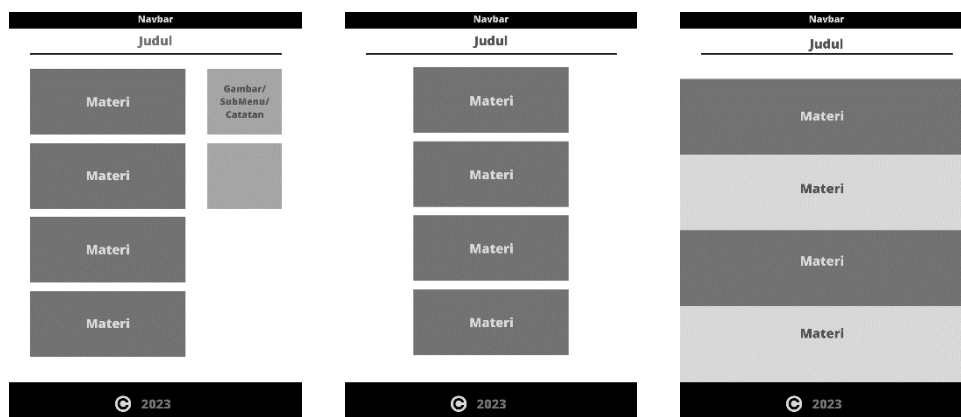 Navbar
Judul
Materi
Gambar/
SubMenu/
Catatan
Materi
Materi
Materi
© 2023
Navbar
Judul
Materi
Materi
Materi
Materi
© 2023
Navbar
Judul
Materi
Materi
Materi
Materi
© 2023